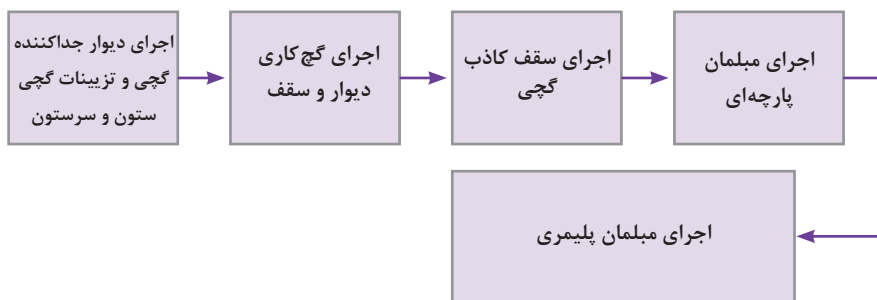 اجرای دیوار جداکننده
گچی و تزیینات گچی
ستون و سرستون
اجرای گچ‌کاری
دیوار و سقف
اجرای سقف کاذب
گچی
اجرای مبلمان
پارچه‌ای
اجرای مبلمان پلیمری